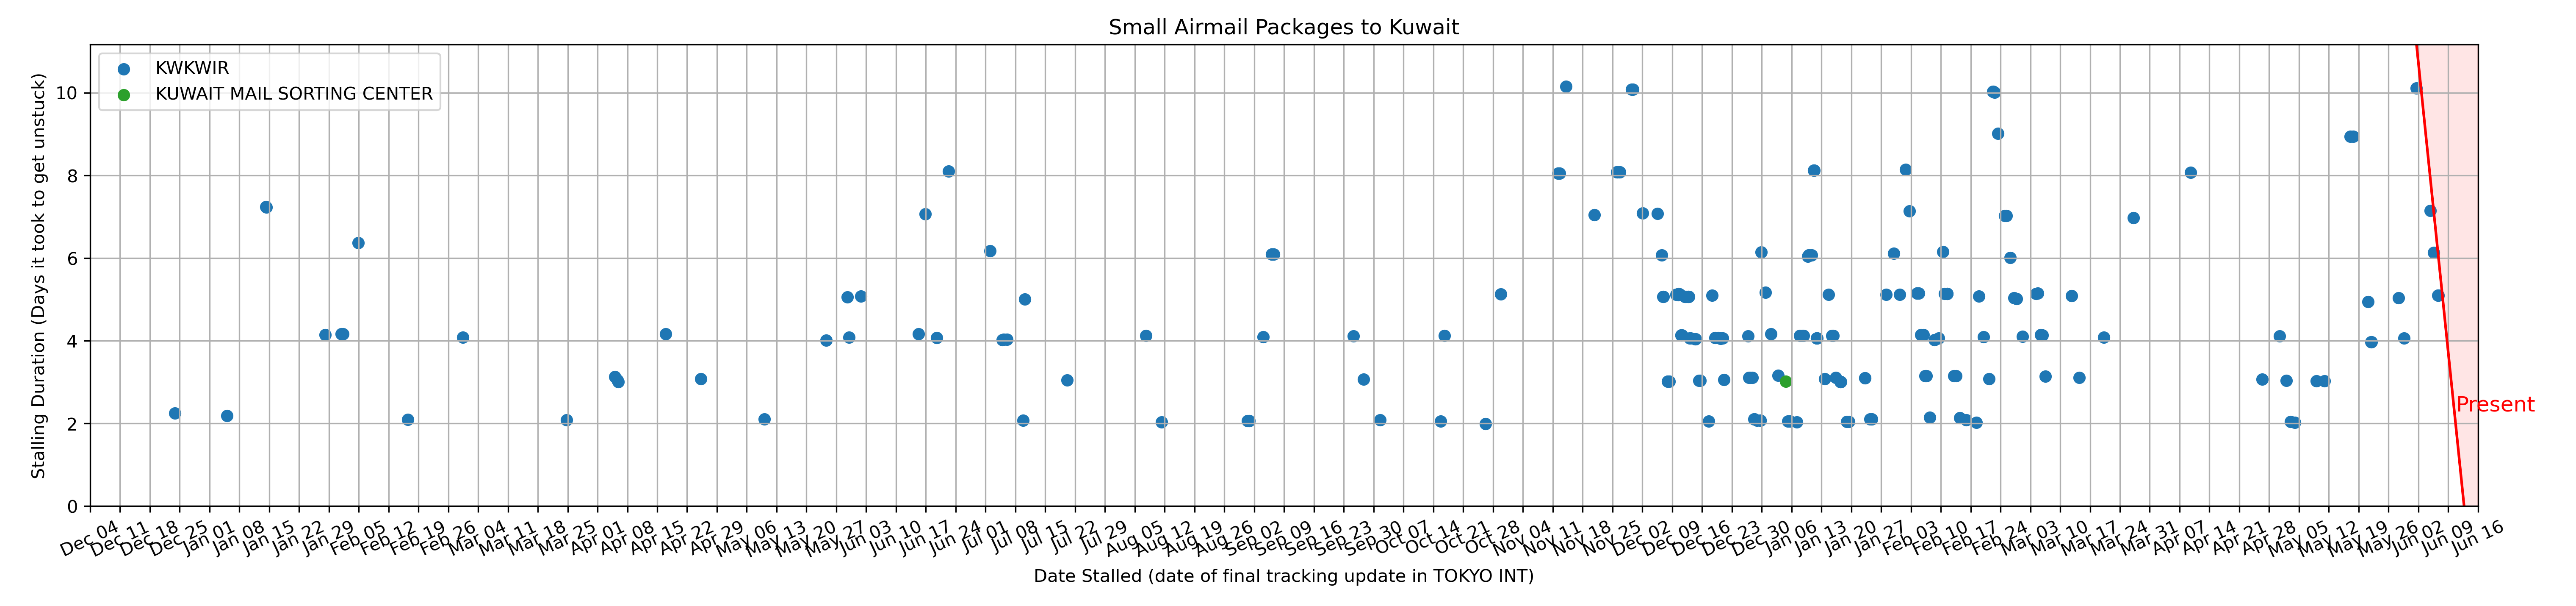 Small Airmail Packages to Kuwait
KWKWIR
KUWAIT MAIL SORTING CENTER
Stalling Duration (Days it took to get unstuck)
10
8
6
4
2
0
Present
Dec 04
Dec 11
Dec 18
Dec 25
Jan 01
Jan 08
Jan 15
Jan 22
Jan 29
Feb 05
Feb 12
Feb 19
Feb 26
Mar 04
Mar 11
Mar 18
Mar 25
Apr 01
Apr 08
Apr 15
Apr 22
Apr 29
May 06
May 13
May 20
May 27
Jun 03
Jun 10
Jun 17
Jun 24
Jul 01
Jul 08
Jul 15
Jul 22
Jul 29
Aug 05
Aug 12
Aug 19
Aug 26
Sep 02
Sep 09
Sep 16
Sep 23
Sep 30
Oct 07
Oct 14
Oct 21
Oct 28
Nov 04
Nov 11
Nov 18
Nov 25
Dec 02
Dec 09
Dec 16
Dec 23
Dec 30
Jan 06
Jan 13
Jan 20
Jan 27
Feb 03
Feb 10
Feb 17
Feb 24
Mar 03
Mar 10
Mar 17
Mar 24
Mar 31
Apr 07
Apr 14
Apr 21
Apr 28
May 05
May 12
May 19
May 26
Jun 02
Jun 09
Jun 16
Date Stalled (date of final tracking update in TOKYO INT)